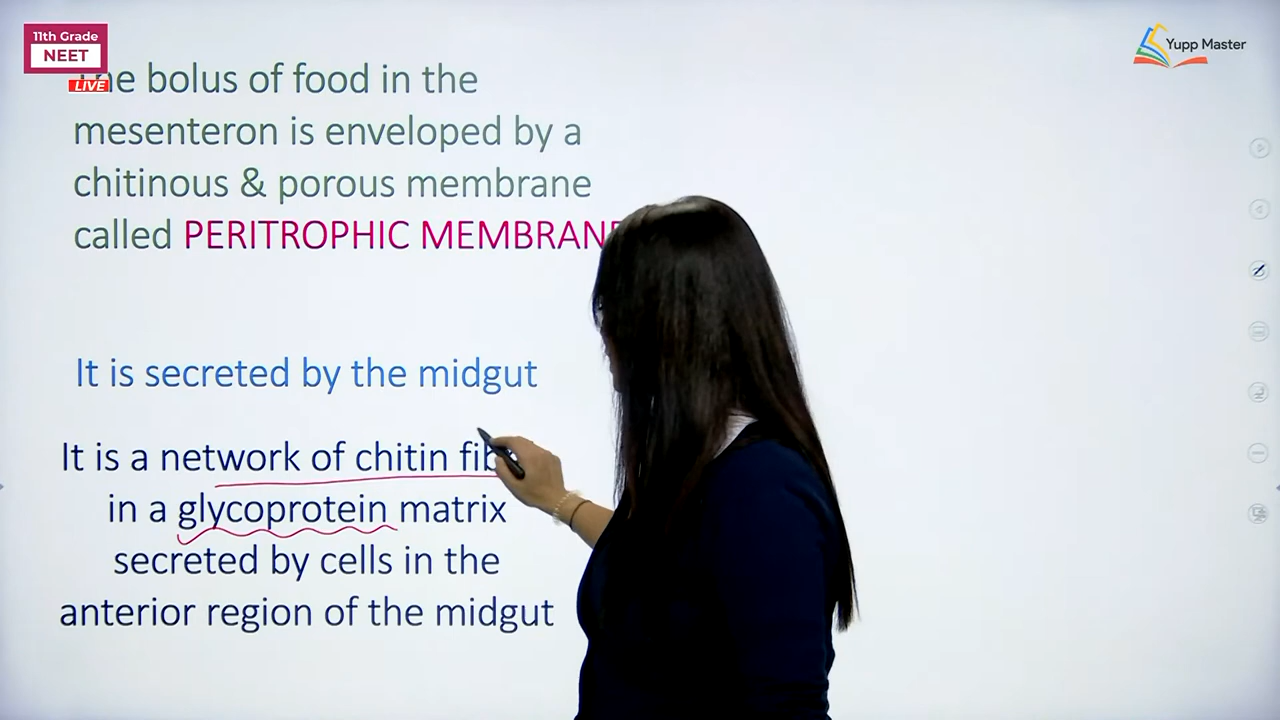 11th Grade
NEET
LIVE
Yupp Master
he bolus of food in the
mesenteron is enveloped by a
chitinous & porous membrane
called PERITROPHIC MEMBRANE
It is secreted by the midgut
It is a network of chitin fib
in a glycoprotein matrix
secreted by cells in the
anterior region of the midgut